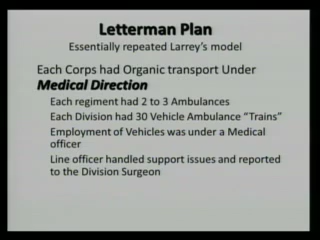 Letterman Plan
Essentially repeated Larrey's model
Each Corps had Organic transport Under
Medical Direction
Each regiment had 2 to 3 Ambulances
Each Division had 30 Vehicle Ambulance "Trains"
Employment of Vehicles was under a Medical
officer
Line officer handled support issues and reported
to the Division Surgeon